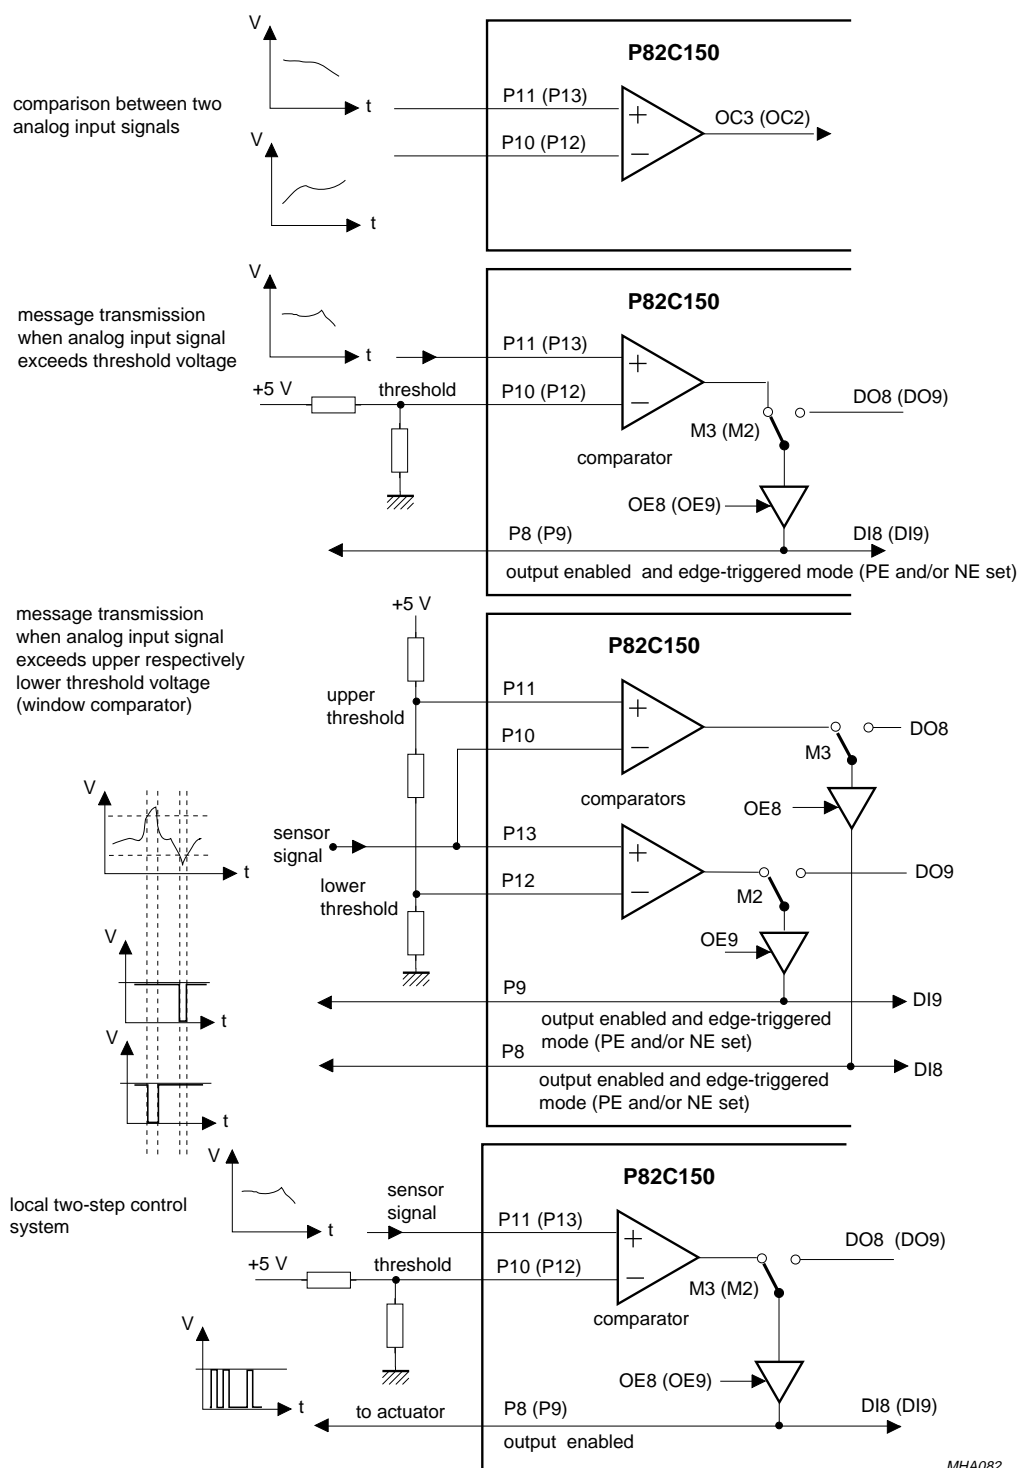 V
P82C150
comparison between two
analog input signals
t
P11 (P13)
+
OC3 (OC2)
V
P10 (P12)
−
t
V
P82C150
message transmission
when analog input signal
exceeds threshold voltage
t
P11 (P13)
+
+5 V
threshold
P10 (P12)
−
DO8 (DO9)
M3 (M2)
comparator
OE8 (OE9)
P8 (P9)
DI8 (DI9)
output enabled and edge-triggered mode (PE and/or NE set)
message transmission
when analog input signal
exceeds upper respectively
lower threshold voltage
(window comparator)
+5 V
P82C150
upper
threshold
P11
+
P10
−
DO8
M3
V
comparators
OE8
t
sensor
signal
P13
+
lower
threshold
P12
−
DO9
M2
OE9
V
t
P9
DI9
output enabled and edge-triggered
mode (PE and/or NE set)
V
t
P8
DI8
output enabled and edge-triggered
mode (PE and/or NE set)
V
P82C150
local two-step control
system
t
sensor
signal
P11 (P13)
+
DO8 (DO9)
+5 V
threshold
P10 (P12)
−
M3 (M2)
comparator
V
t
OE8 (OE9)
to actuator
P8 (P9)
DI8 (DI9)
output enabled
MHA082